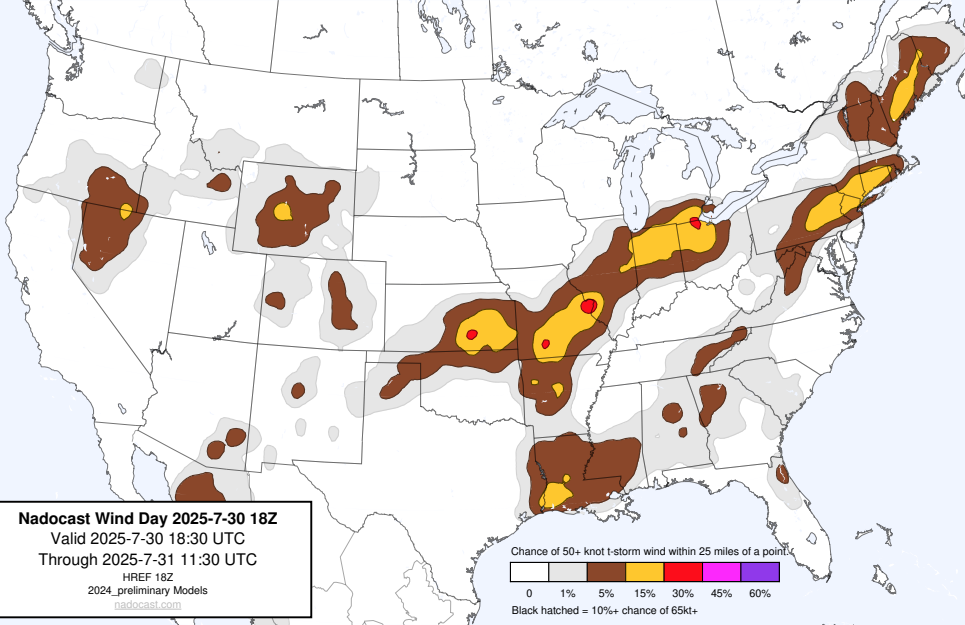 Nadocast Wind Day 2025-7-30 18Z
Valid 2025-7-30 18:30 UTC
Through 2025-7-31 11:30 UTC
HREF 18Z
2024_preliminary Models
nadocast.com
Chance of 50+ knot t-storm wind within 25 miles of a point.
0 1% 5% 15% 30% 45% 60%
Black hatched = 10%+ chance of 65kt+